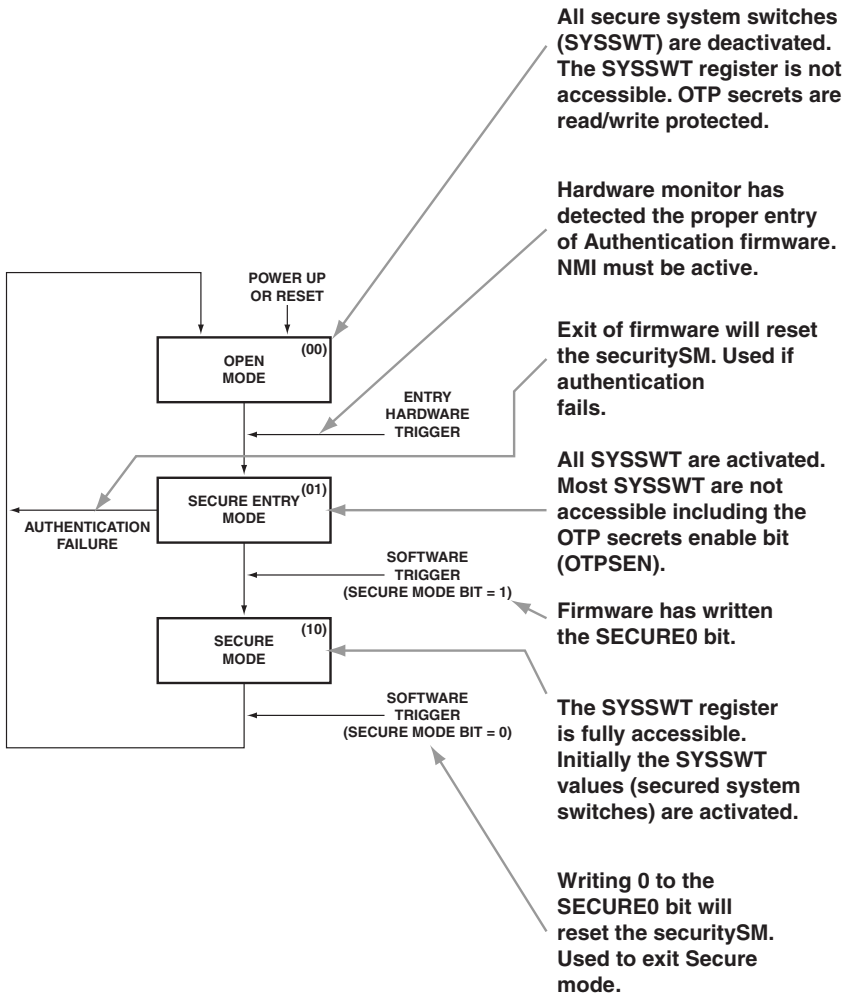 All secure system switches
(SYSSWT) are deactivated.
The SYSSWT register is not
accessible. OTP secrets are
read/write protected.
Hardware monitor has
detected the proper entry
of Authentication firmware.
NMI must be active.
POWER UP
OR RESET
Exit of firmware will reset
the securitySM. Used if
authentication
fails.
(00)
OPEN
MODE
ENTRY
HARDWARE
TRIGGER
All SYSSWT are activated.
Most SYSSWT are not
accessible including the
OTP secrets enable bit
(OTPSEN).
(01)
SECURE ENTRY
MODE
AUTHENTICATION
FAILURE
SOFTWARE
TRIGGER
(SECURE MODE BIT = 1)
Firmware has written
the SECURE0 bit.
(10)
SECURE
MODE
SOFTWARE
TRIGGER
(SECURE MODE BIT = 0)
The SYSSWT register
is fully accessible.
Initially the SYSSWT
values (secured system
switches) are activated.
Writing 0 to the
SECURE0 bit will
reset the securitySM.
Used to exit Secure
mode.